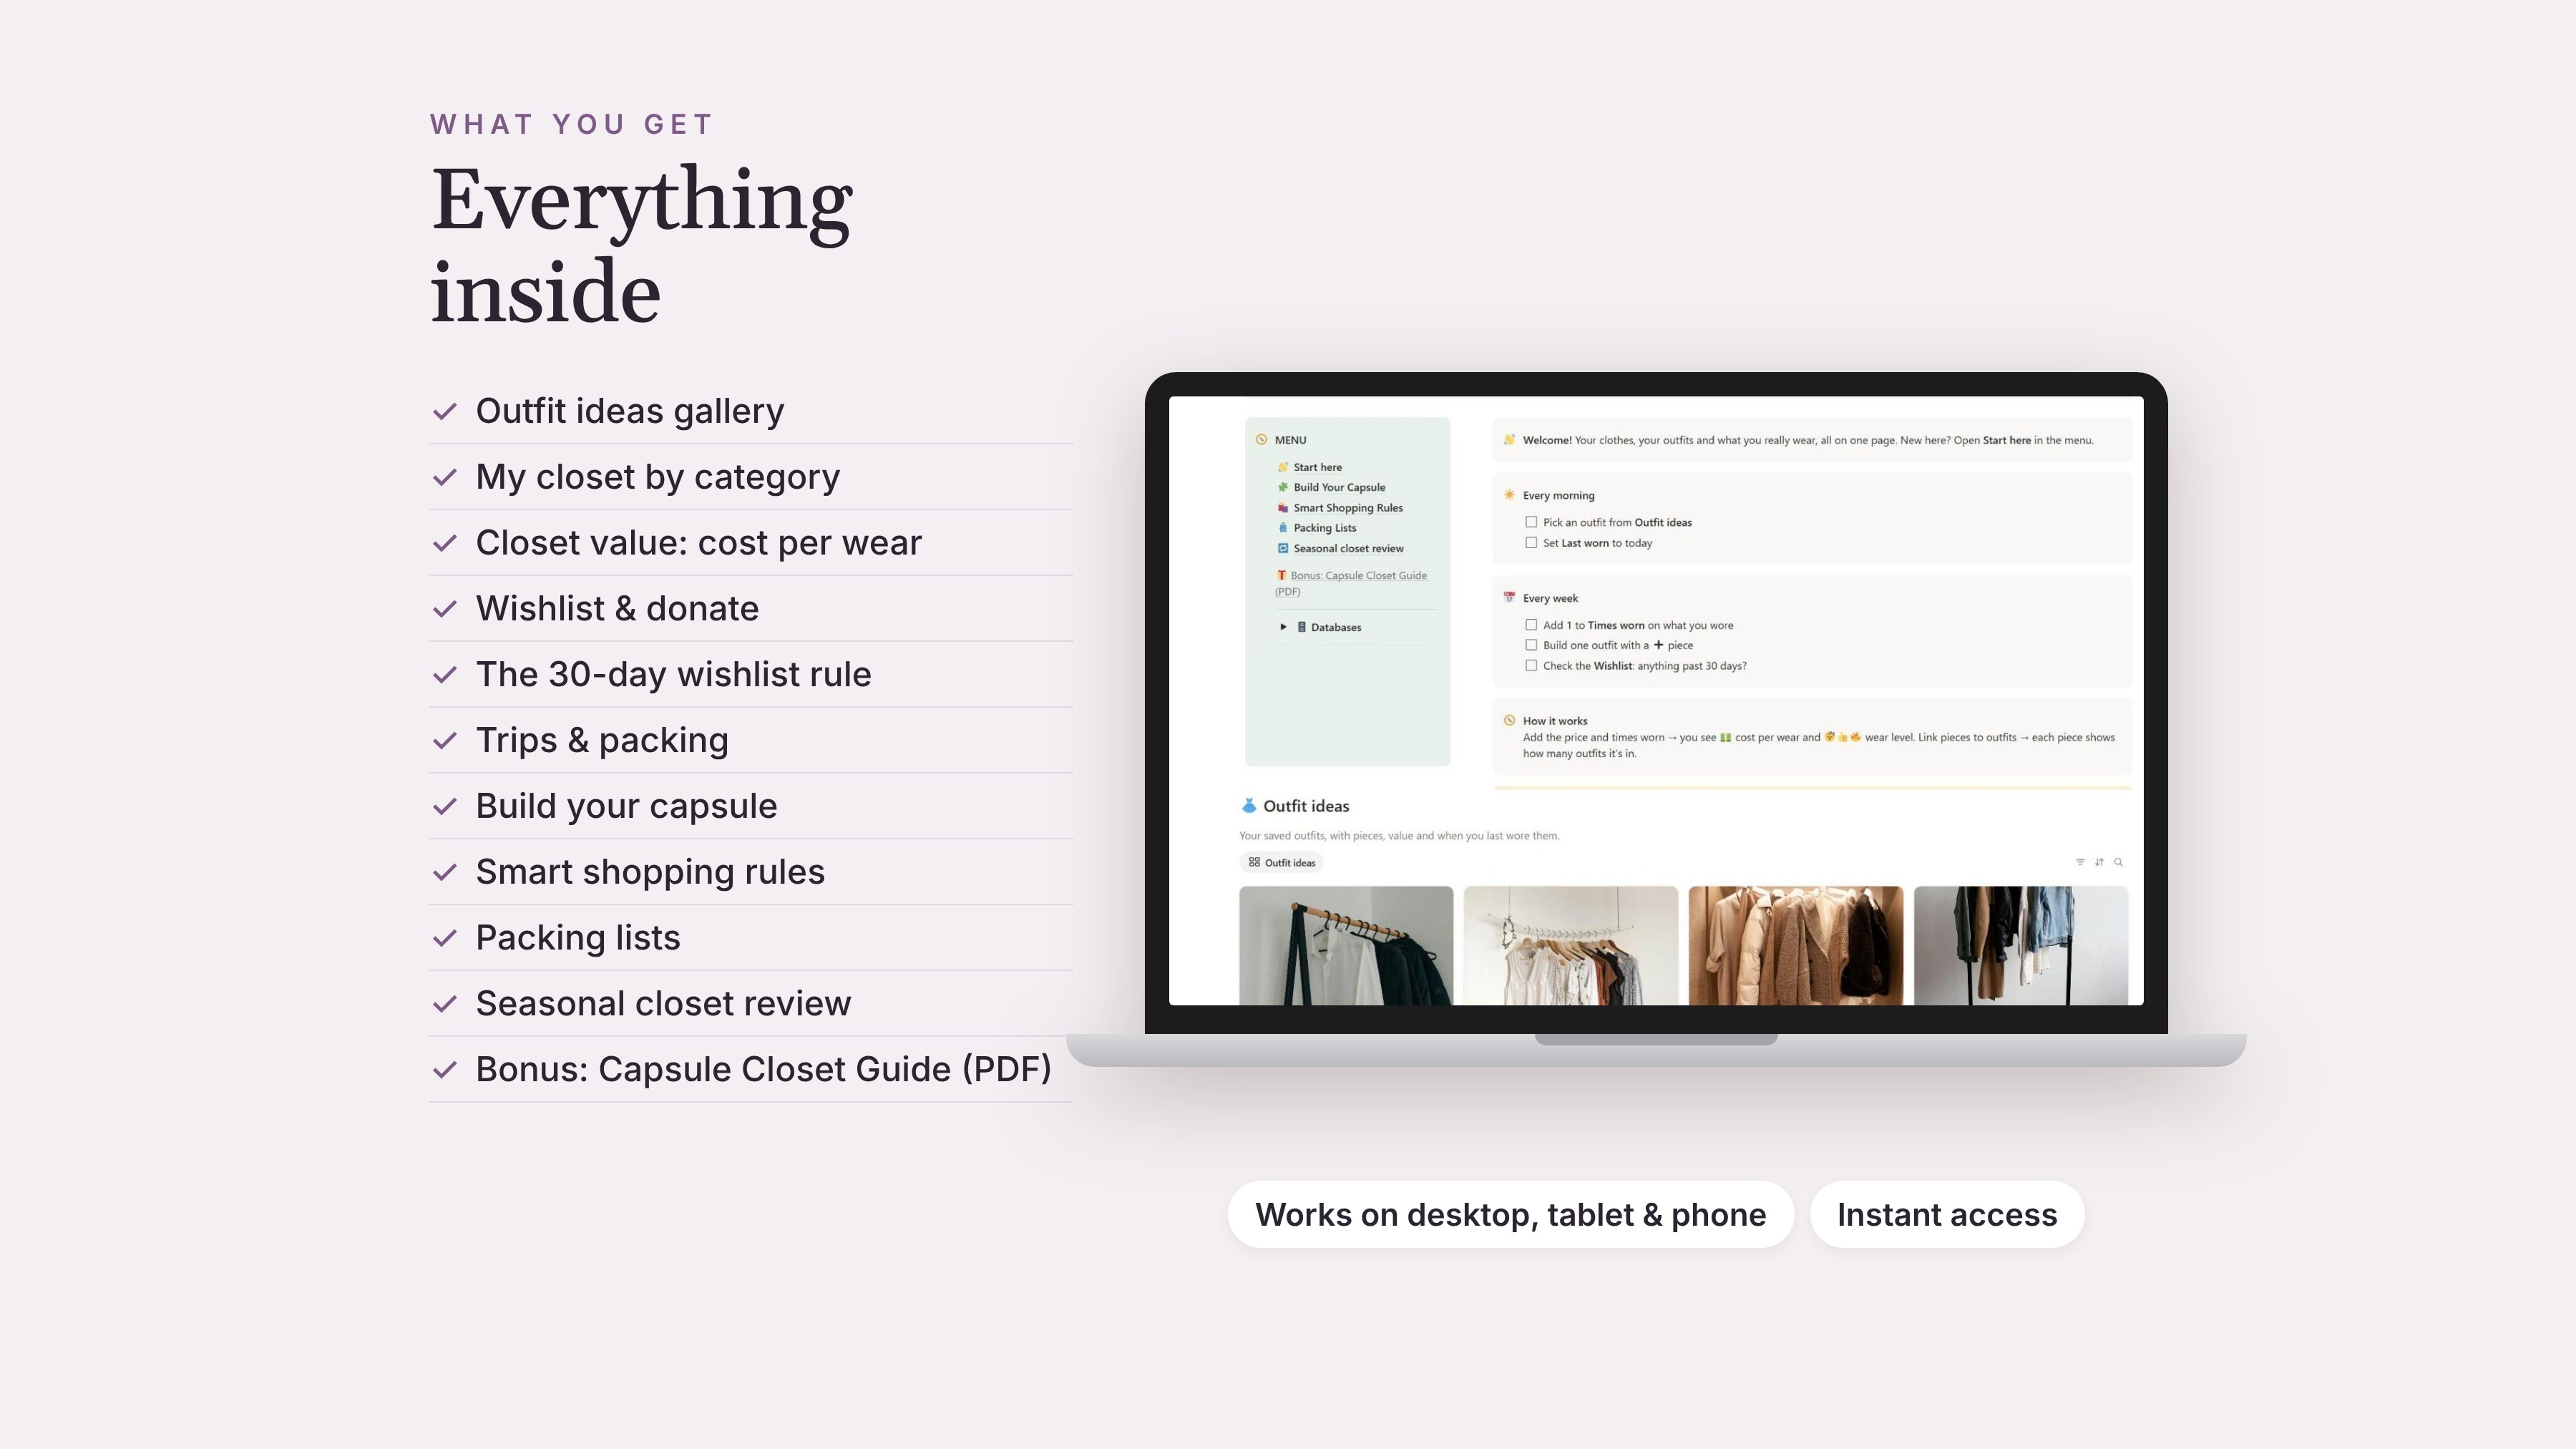 WHAT YOU GET
Everything
inside
Outfit ideas gallery
My closet by category
Closet value: cost per wear
Wishlist & donate
The 30-day wishlist rule
Trips & packing
Build your capsule
Smart shopping rules
Packing lists
Seasonal closet review
Bonus: Capsule Closet Guide (PDF)
MENU
Start here
Build Your Capsule
Smart Shopping Rules
Packing Lists
Seasonal closet review
Bonus: Capsule Closet Guide
(PDF)
Databases
Welcome! Your clothes, your outfits and what you really wear, all on one page. New here? Open Start here in the menu.
Every morning
Pick an outfit from Outfit ideas
Set Last worn to today
Every week
Add 1 to Times worn on what you wore
Build one outfit with a ➕ piece
Check the Wishlist: anything past 30 days?
How it works
Add the price and times worn → you see 💵 cost per wear and 😴👍🔥 wear level. Link pieces to outfits → each piece shows
how many outfits it's in.
Outfit ideas
Your saved outfits, with pieces, value and when you last wore them.
Outfit ideas
Works on desktop, tablet & phone
Instant access